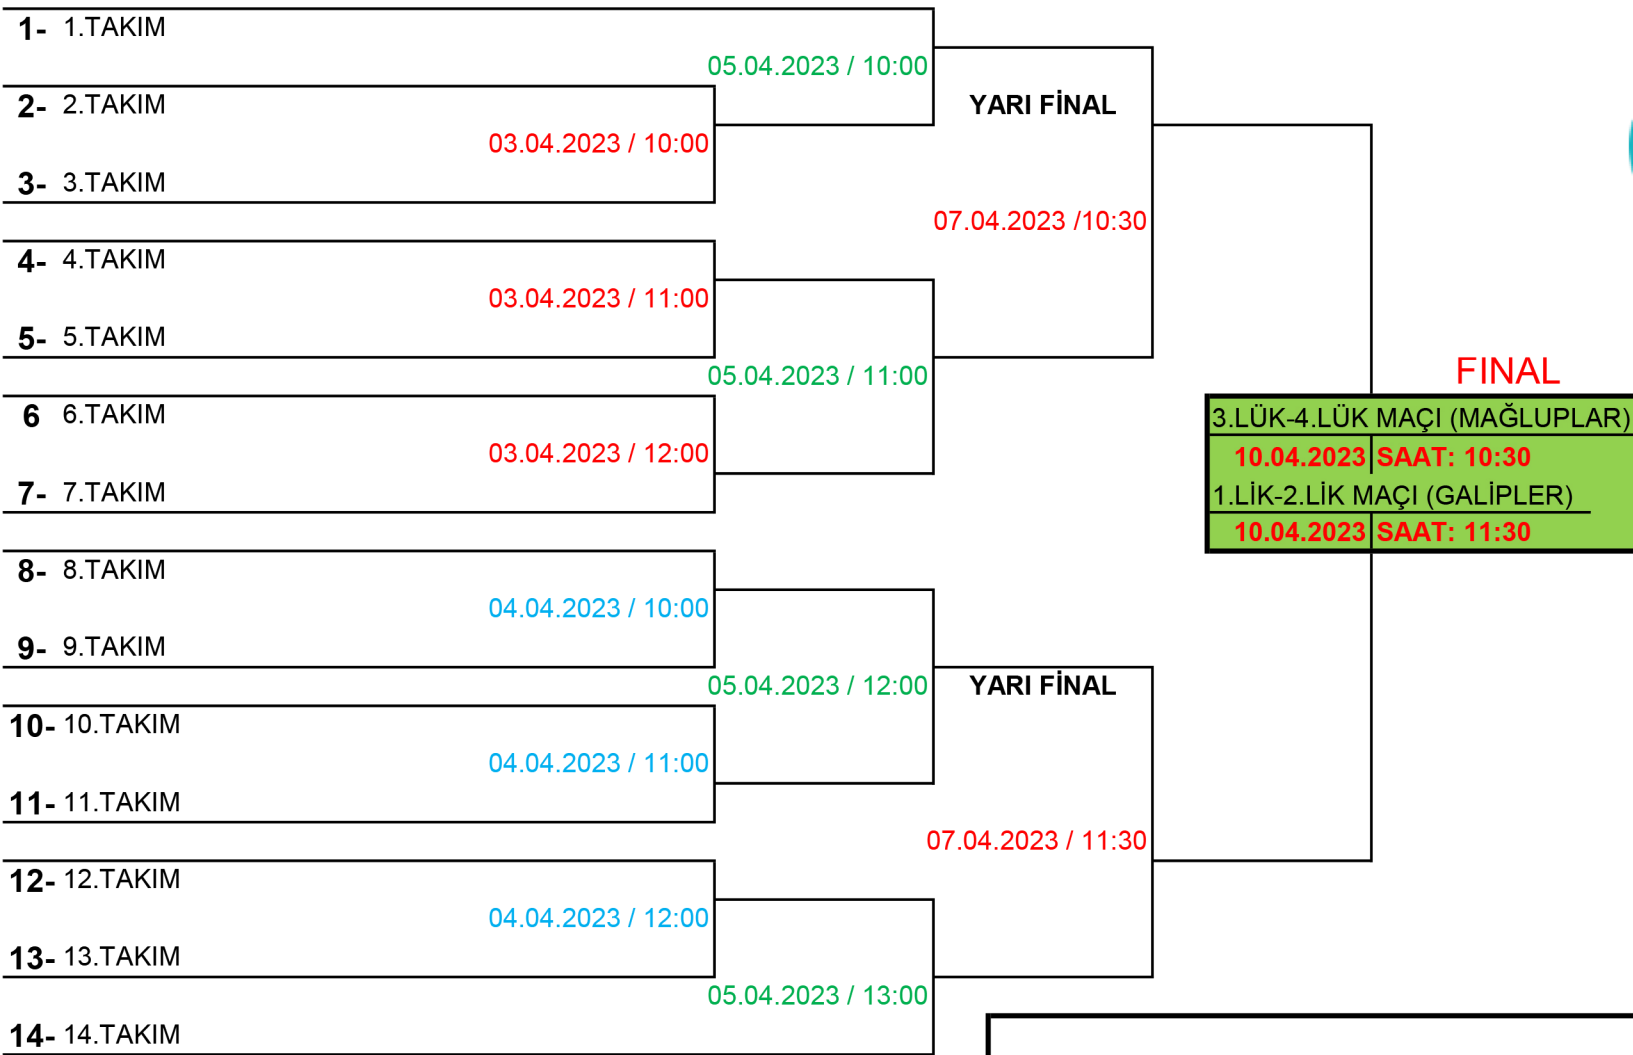 1- 1.TAKIM
05.04.2023 / 10:00
2- 2.TAKIM
YARI FİNAL
03.04.2023 / 10:00
3- 3.TAKIM
07.04.2023 /10:30
4- 4.TAKIM
03.04.2023 / 11:00
5- 5.TAKIM
05.04.2023 / 11:00
FINAL
6 6.TAKIM
3.LÜK-4.LÜK MAÇI (MAĞLUPLAR)
03.04.2023 / 12:00
10.04.2023 SAAT: 10:30
7- 7.TAKIM
1.LİK-2.LİK MAÇI (GALİPLER)
10.04.2023 SAAT: 11:30
8- 8.TAKIM
04.04.2023 / 10:00
9- 9.TAKIM
05.04.2023 / 12:00
YARI FİNAL
10- 10.TAKIM
04.04.2023 / 11:00
11- 11.TAKIM
07.04.2023 / 11:30
12- 12.TAKIM
04.04.2023 / 12:00
13- 13.TAKIM
05.04.2023 / 13:00
14- 14.TAKIM